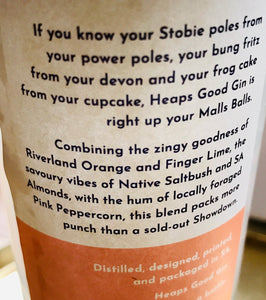 If you know your Stobie poles from
your power poles, your bung fritz
from your devon and your frog cake
from your cupcake, Heaps Good Gin is
right up your Malls Balls.
Combining the zingy goodness of
Riverland Orange and Finger Lime, the
savoury vibes of Native Saltbush and SA
Almonds, with the hum of locally foraged
Pink Peppercorn, this blend packs more
punch than a sold-out Showdown.
Distilled, designed, printed,
and packaged in SA.
Heaps Good